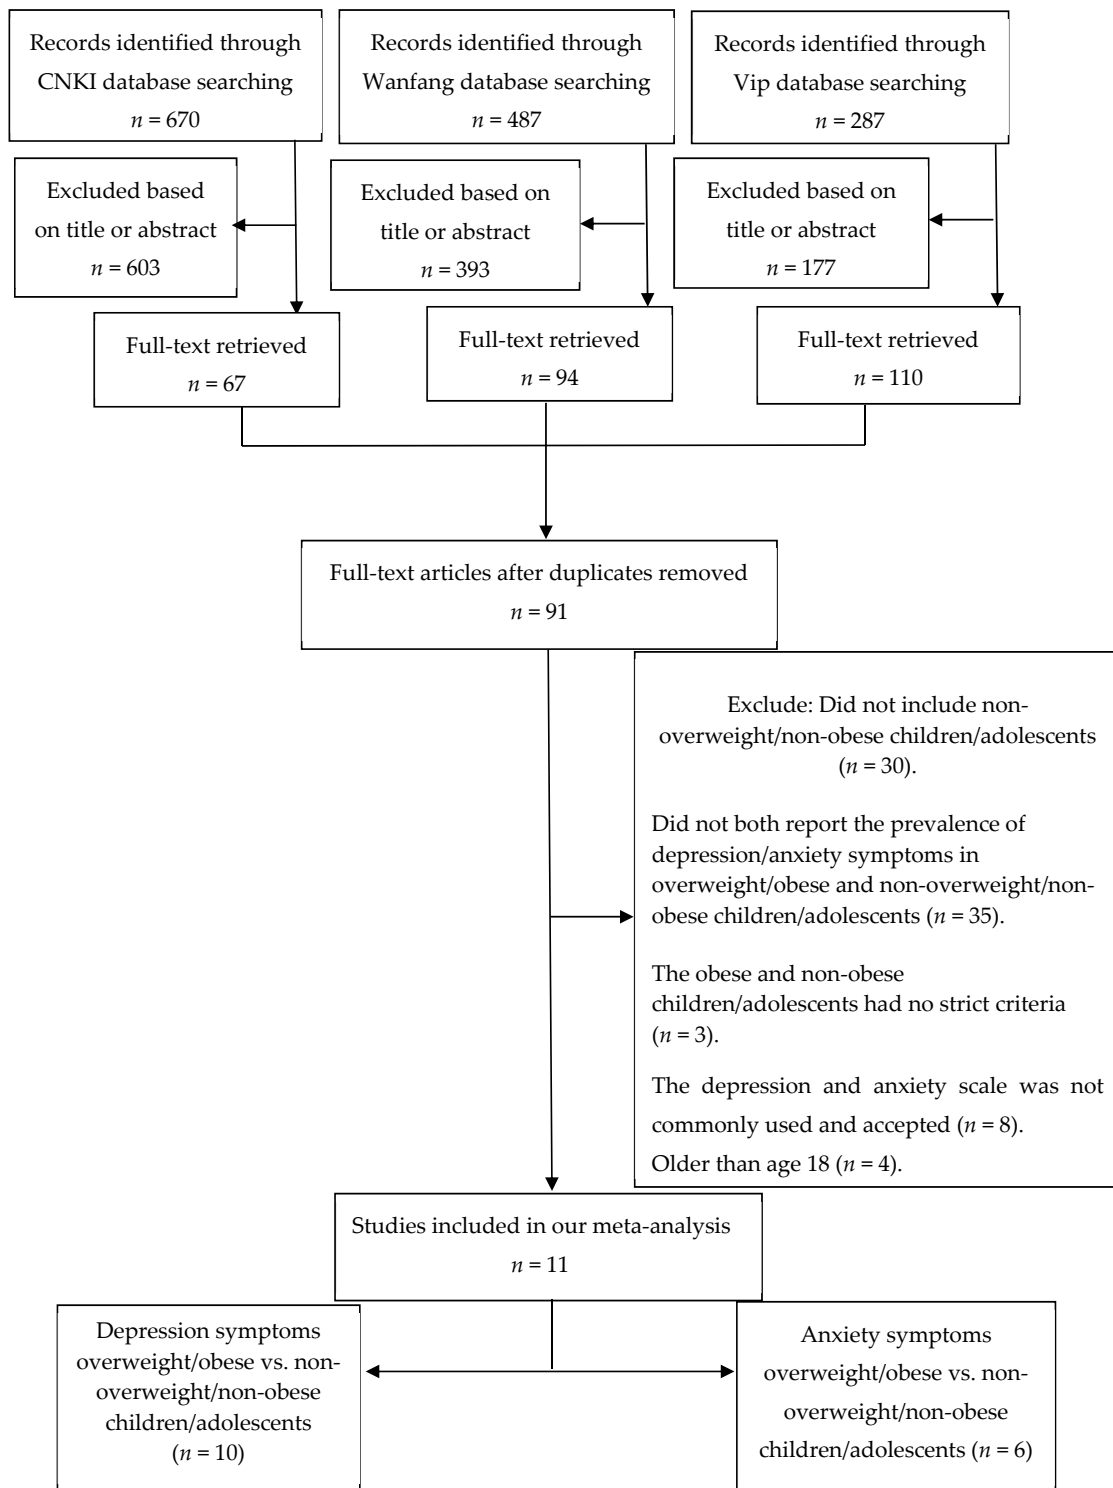 Records identified through
CNKI database searching
n = 670
Records identified through
Wanfang database searching
n = 487
Records identified through
Vip database searching
n = 287
Excluded based
on title or abstract
n = 603
Excluded based on
title or abstract
n = 393
Excluded based on
title or abstract
n = 177
Full-text retrieved
n = 67
Full-text retrieved
n = 94
Full-text retrieved
n = 110
Full-text articles after duplicates removed
n = 91
Exclude: Did not include non-
overweight/non-obese children/adolescents
(n = 30).
Did not both report the prevalence of
depression/anxiety symptoms in
overweight/obese and non-overweight/non-
obese children/adolescents (n = 35).
The obese and non-obese
children/adolescents had no strict criteria
(n = 3).
The depression and anxiety scale was not
commonly used and accepted (n = 8).
Older than age 18 (n = 4).
Studies included in our meta-analysis
n = 11
Depression symptoms
overweight/obese vs. non-
overweight/non-obese
children/adolescents
(n = 10)
Anxiety symptoms
overweight/obese vs. non-
overweight/non-obese
children/adolescents (n = 6)